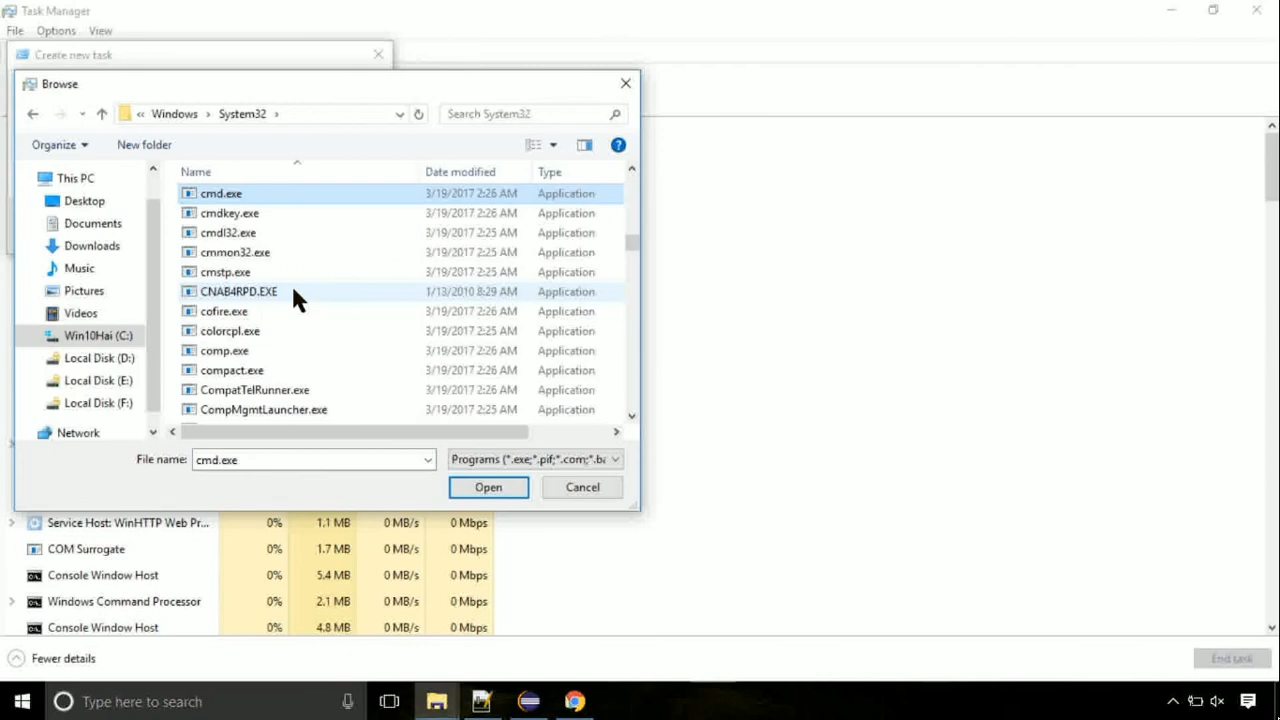 Task Manager
File Options View
Create new task
Browse
« Windows › System32 ›
Search System32
Organize New folder
Name Date modified Type
This PC
Desktop
Documents
Downloads
Music
Pictures
Videos
Win10Hai (C:)
Local Disk (D:)
Local Disk (E:)
Local Disk (F:)
Network
cmd.exe 3/19/2017 2:26 AM Application
cmdkey.exe 3/19/2017 2:26 AM Application
cmdl32.exe 3/19/2017 2:25 AM Application
cmmon32.exe 3/19/2017 2:25 AM Application
cmstp.exe 3/19/2017 2:25 AM Application
CNAB4RPD.EXE 1/13/2010 8:29 AM Application
cofire.exe 3/19/2017 2:26 AM Application
colorcpl.exe 3/19/2017 2:25 AM Application
comp.exe 3/19/2017 2:26 AM Application
compact.exe 3/19/2017 2:26 AM Application
CompatTelRunner.exe 3/19/2017 2:26 AM Application
CompMgmtLauncher.exe 3/19/2017 2:25 AM Application
File name: cmd.exe Programs (*.exe;*.pif;*.com;*.ba
Open Cancel
Service Host: WinHTTP Web Pr... 0% 1.1 MB 0 MB/s 0 Mbps
COM Surrogate 0% 1.7 MB 0 MB/s 0 Mbps
Console Window Host 0% 5.4 MB 0 MB/s 0 Mbps
Windows Command Processor 0% 2.1 MB 0 MB/s 0 Mbps
Console Window Host 0% 4.8 MB 0 MB/s 0 Mbps
Fewer details End task
Type here to search